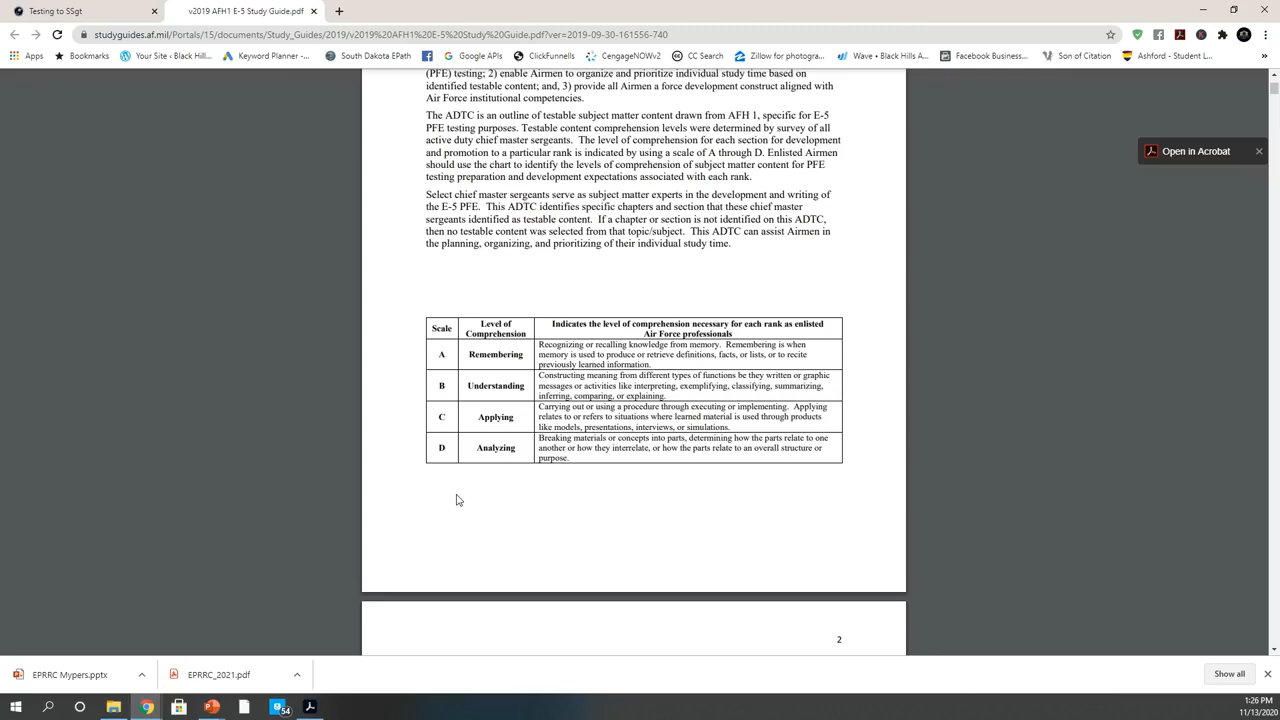 Testing to SSgt
v2019 AFH1 E-5 Study Guide.pdf
studyguides.af.mil/Portals/15/documents/Study_Guides/2019/v2019%20AFH1%20E-5%20Study%20Guide.pdf?ver=2019-09-30-161556-740
Apps Bookmarks Your Site ‹ Black Hill... Keyword Planner -... South Dakota EPath Google APIs ClickFunnells CengageNOWv2 CC Search Zillow for photogra... Wave • Black Hills A... Facebook Business... Son of Citation Ashford - Student L... »
(PFE) testing; 2) enable Airmen to organize and prioritize individual study time based on
identified testable content; and, 3) provide all Airmen a force development construct aligned with
Air Force institutional competencies.
The ADTC is an outline of testable subject matter content drawn from AFH 1, specific for E-5
PFE testing purposes. Testable content comprehension levels were determined by survey of all
active duty chief master sergeants. The level of comprehension for each section for development
and promotion to a particular rank is indicated by using a scale of A through D. Enlisted Airmen
should use the chart to identify the levels of comprehension of subject matter content for PFE
testing preparation and development expectations associated with each rank.
Select chief master sergeants serve as subject matter experts in the development and writing of
the E-5 PFE. This ADTC identifies specific chapters and section that these chief master
sergeants identified as testable content. If a chapter or section is not identified on this ADTC,
then no testable content was selected from that topic/subject. This ADTC can assist Airmen in
the planning, organizing, and prioritizing of their individual study time.
Open in Acrobat
Scale
Level of
Comprehension
Indicates the level of comprehension necessary for each rank as enlisted
Air Force professionals
A
Remembering
Recognizing or recalling knowledge from memory. Remembering is when
memory is used to produce or retrieve definitions, facts, or lists, or to recite
previously learned information.
B
Understanding
Constructing meaning from different types of functions be they written or graphic
messages or activities like interpreting, exemplifying, classifying, summarizing,
inferring, comparing, or explaining.
C
Applying
Carrying out or using a procedure through executing or implementing. Applying
relates to or refers to situations where learned material is used through products
like models, presentations, interviews, or simulations.
D
Analyzing
Breaking materials or concepts into parts, determining how the parts relate to one
another or how they interrelate, or how the parts relate to an overall structure or
purpose.
2
EPRRC Mypers.pptx
EPRRC_2021.pdf
Show all
54
1:26 PM
11/13/2020